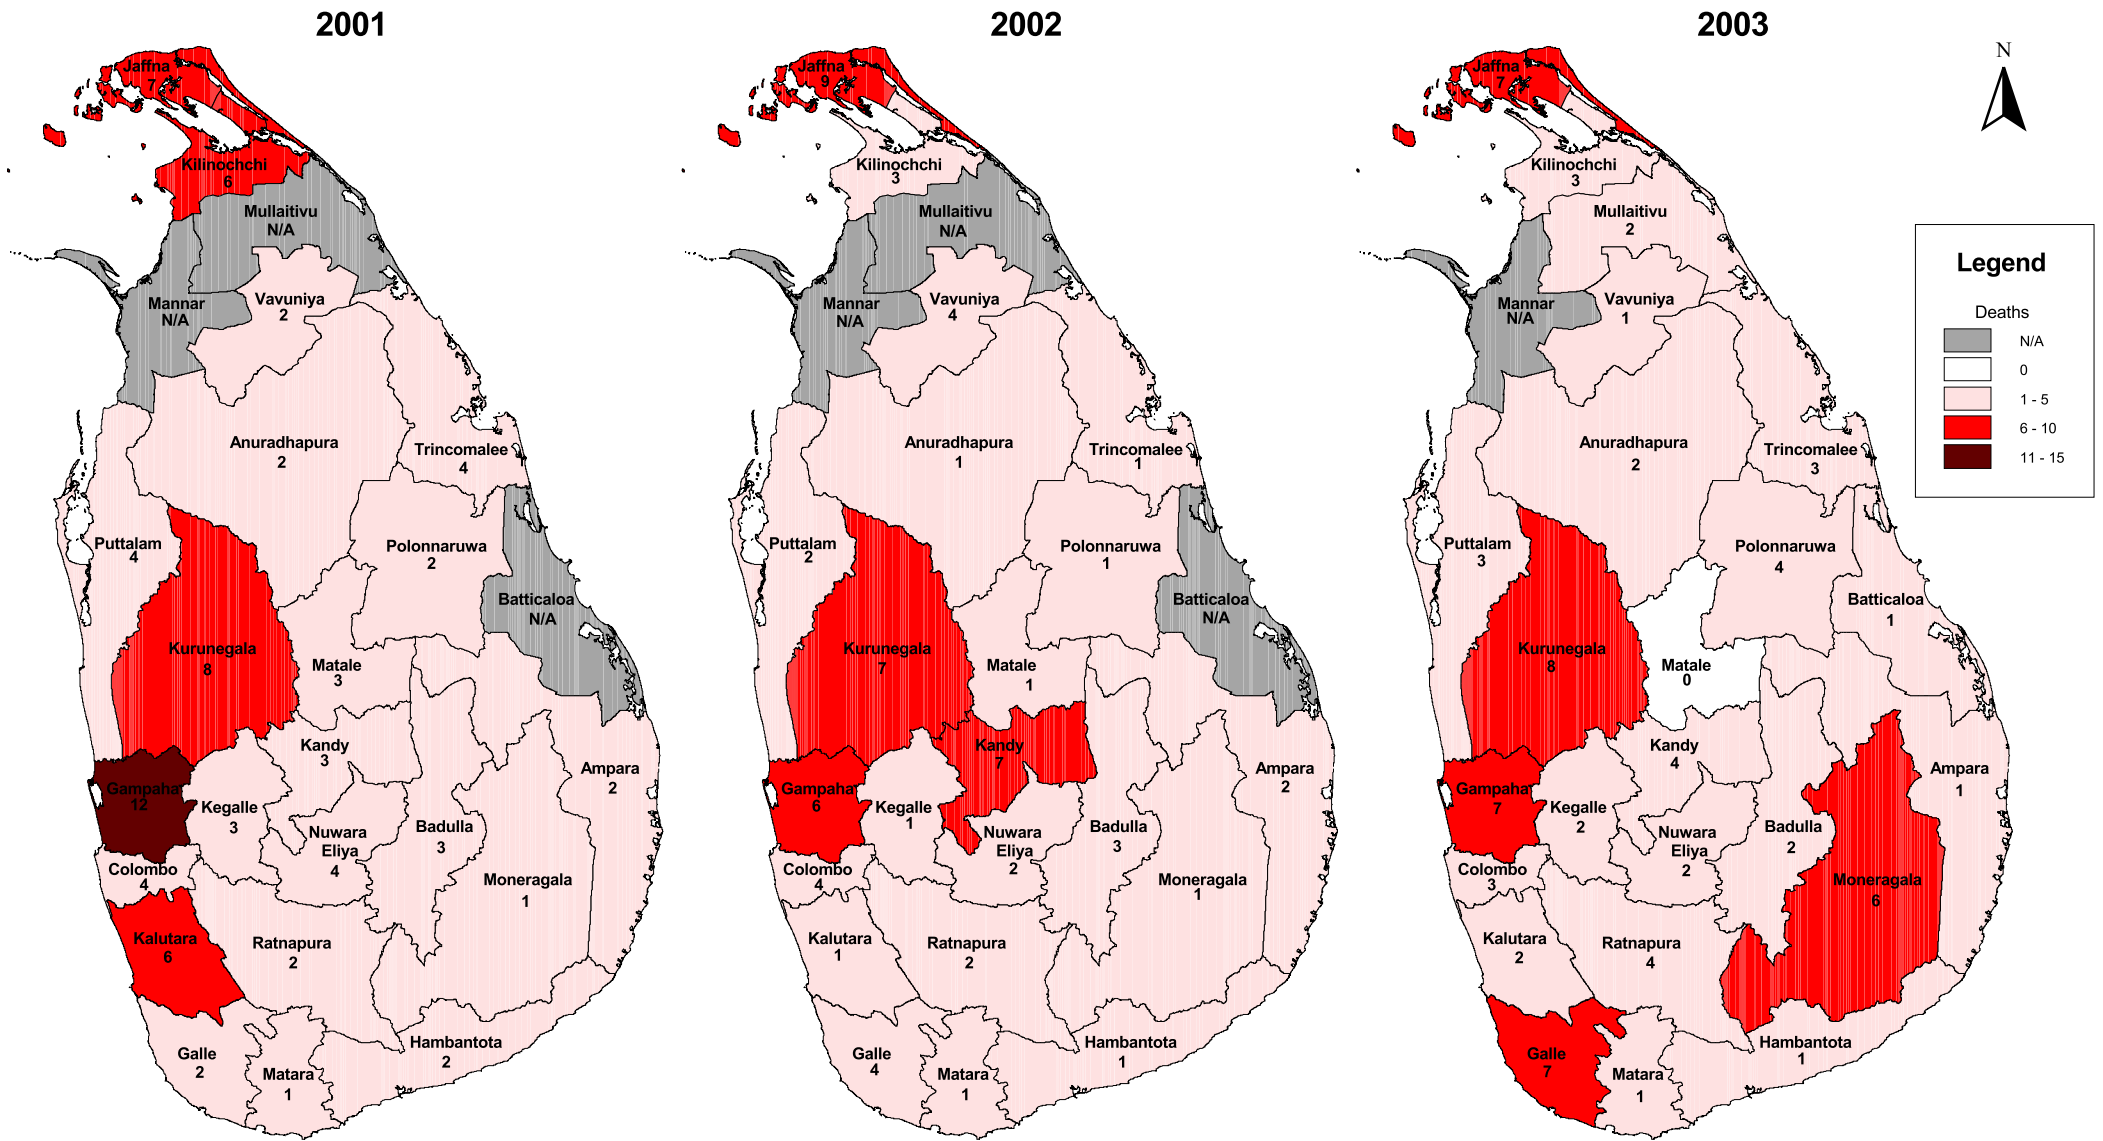 2001
Jaffna
7
Kilinochchi
6
Mullaitivu
N/A
Mannar
N/A
Vavuniya
2
Anuradhapura
2
Trincomalee
4
Puttalam
4
Polonnaruwa
2
Batticaloa
N/A
Kurunegala
8
Matale
3
Kandy
3
Gampaha
12
Kegalle
3
Nuwara
Eliya
4
Badulla
3
Ampara
2
Colombo
4
Moneragala
1
Kalutara
6
Ratnapura
2
Galle
2
Matara
1
Hambantota
2
2002
Jaffna
9
Kilinochchi
3
Mullaitivu
N/A
Mannar
N/A
Vavuniya
4
Anuradhapura
1
Trincomalee
1
Puttalam
2
Polonnaruwa
1
Batticaloa
N/A
Kurunegala
7
Matale
1
Kandy
7
Gampaha
6
Kegalle
1
Nuwara
Eliya
2
Badulla
3
Ampara
2
Colombo
4
Moneragala
1
Kalutara
1
Ratnapura
2
Galle
4
Matara
1
Hambantota
1
2003
Jaffna
7
Kilinochchi
3
Mullaitivu
2
Mannar
N/A
Vavuniya
1
Anuradhapura
2
Trincomalee
3
Puttalam
3
Polonnaruwa
4
Batticaloa
1
Kurunegala
8
Matale
0
Kandy
4
Gampaha
7
Kegalle
2
Nuwara
Eliya
2
Badulla
2
Ampara
1
Colombo
3
Moneragala
6
Kalutara
2
Ratnapura
4
Galle
7
Matara
1
Hambantota
1
N
Legend
Deaths
N/A
0
1 - 5
6 - 10
11 - 15